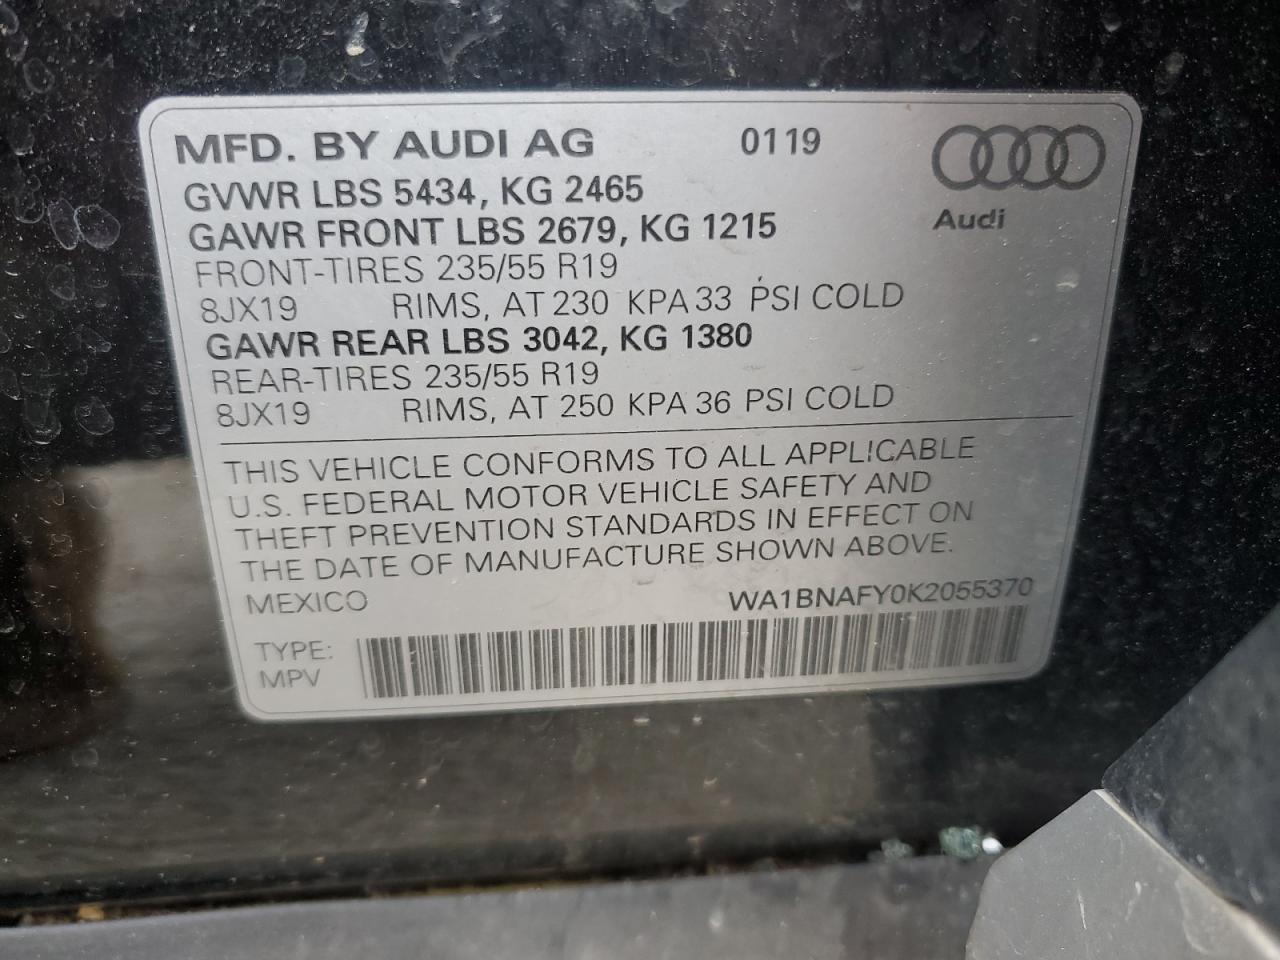 MFD. BY AUDI AG 0119
Audi
GVWR LBS 5434, KG 2465
GAWR FRONT LBS 2679, KG 1215
FRONT-TIRES 235/55 R19
8JX19 RIMS, AT 230 KPA 33 PSI COLD
GAWR REAR LBS 3042, KG 1380
REAR-TIRES 235/55 R19
8JX19 RIMS, AT 250 KPA 36 PSI COLD
THIS VEHICLE CONFORMS TO ALL APPLICABLE
U.S. FEDERAL MOTOR VEHICLE SAFETY AND
THEFT PREVENTION STANDARDS IN EFFECT ON
THE DATE OF MANUFACTURE SHOWN ABOVE.
MEXICO WA1BNAFY0K2055370
TYPE:
MPV